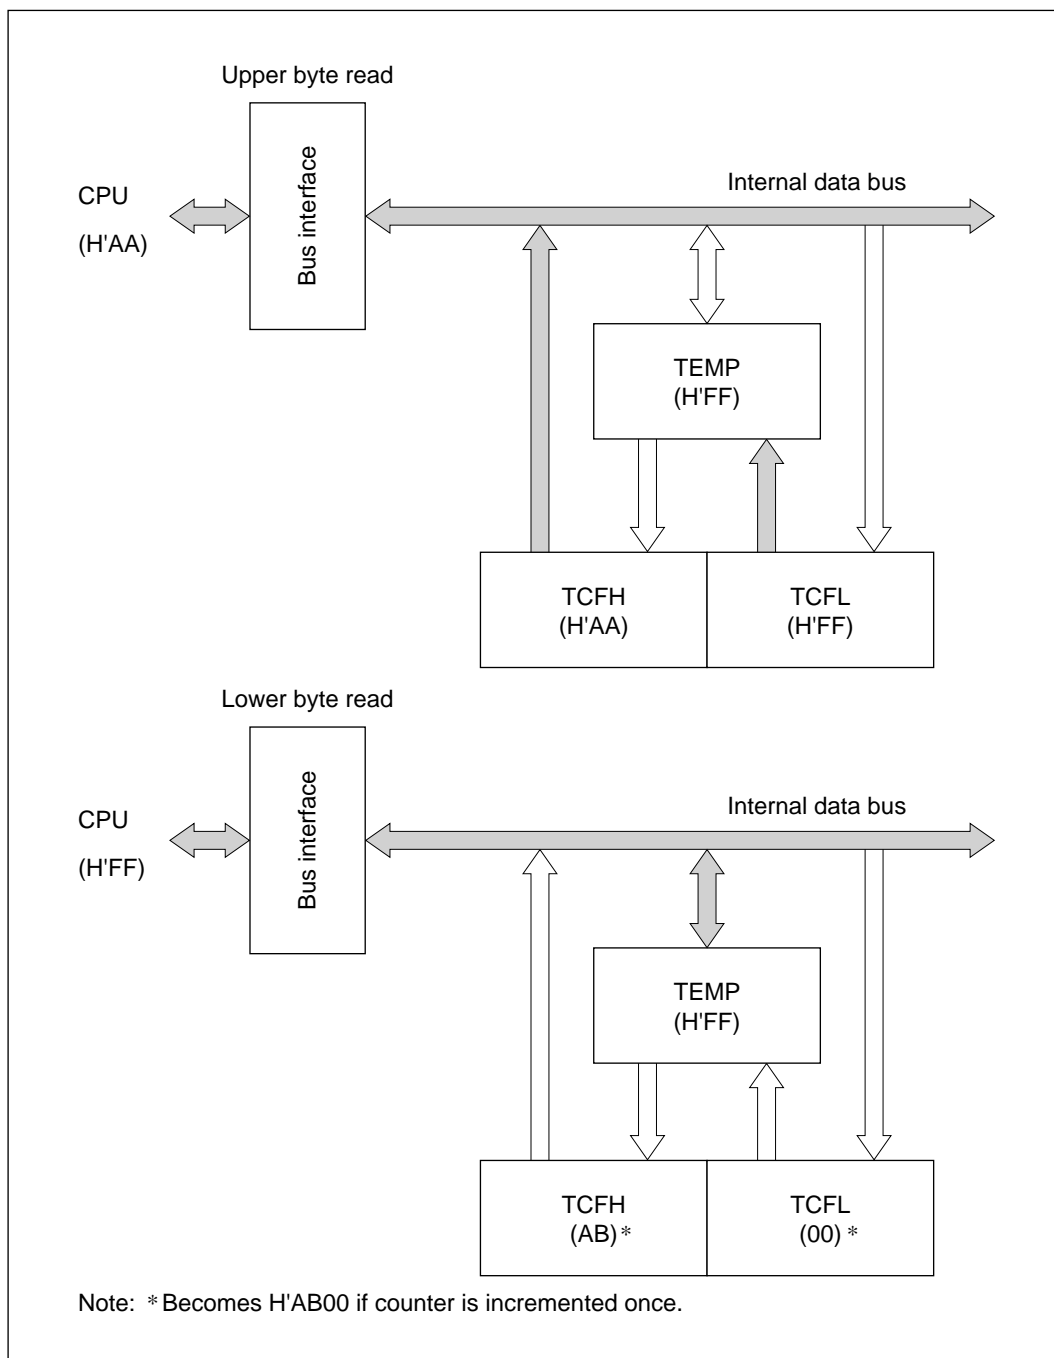 Upper byte read
Bus interface
CPU
(H'AA)
Internal data bus
TEMP
(H'FF)
TCFH
(H'AA)
TCFL
(H'FF)
Lower byte read
Bus interface
CPU
(H'FF)
Internal data bus
TEMP
(H'FF)
TCFH
(AB)*
TCFL
(00) *
Note: * Becomes H'AB00 if counter is incremented once.